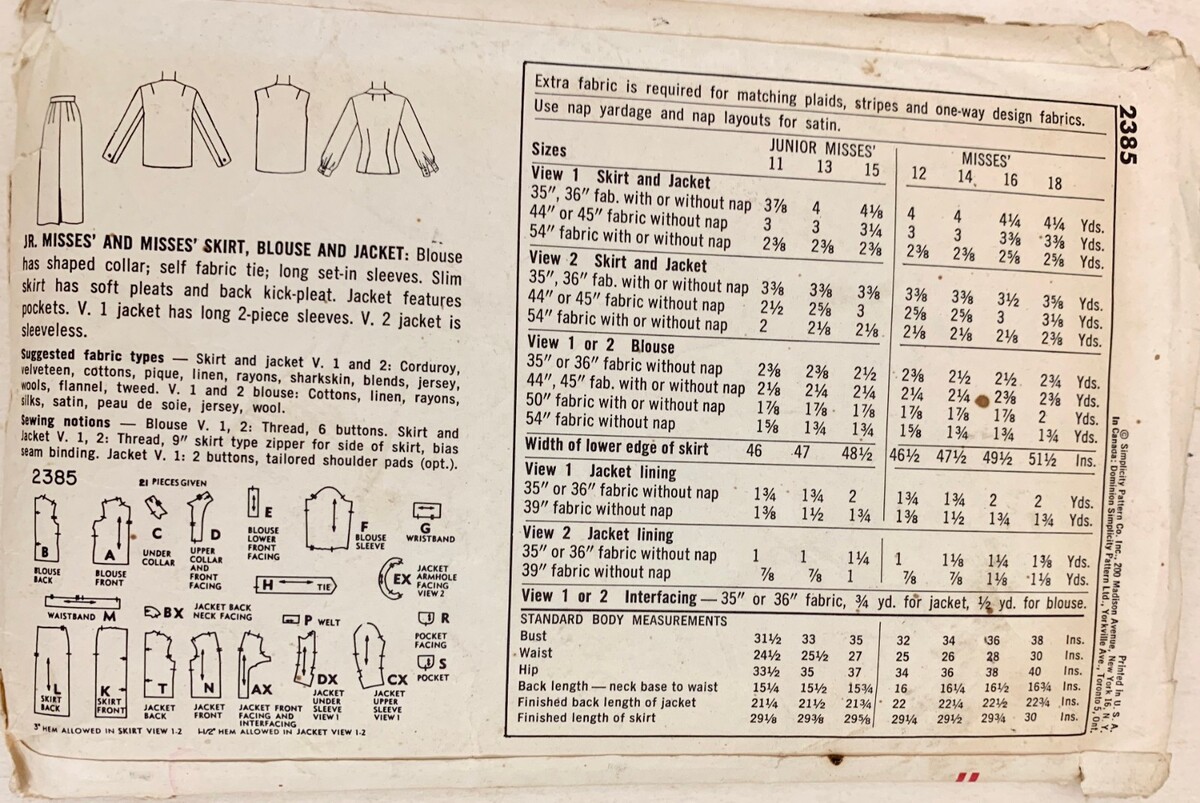 JR. MISSES' AND MISSES' SKIRT, BLOUSE AND JACKET: Blouse
has shaped collar; self fabric tie; long set-in sleeves. Slim
skirt has soft pleats and back kick-pleat. Jacket features
pockets. V. 1 jacket has long 2-piece sleeves. V. 2 jacket is
sleeveless.
Suggested fabric types — Skirt and jacket V. 1 and 2: Corduroy,
velveteen, cottons, pique, linen, rayons, sharkskin, blends, jersey,
wools, flannel, tweed. V. 1 and 2 blouse: Cottons, linen, rayons,
silks, satin, peau de soie, jersey, wool.
Sewing notions — Blouse V. 1, 2: Thread, 6 buttons. Skirt and
Jacket V. 1, 2: Thread, 9″ skirt type zipper for side of skirt, bias
seam binding. Jacket V. 1: 2 buttons, tailored shoulder pads (opt.).
2385
21 PIECES GIVEN
B
BLOUSE
BACK
A
BLOUSE
FRONT
C
UNDER
COLLAR
D
UPPER
COLLAR
AND
FRONT
FACING
E
BLOUSE
LOWER
FRONT
FACING
F
BLOUSE
SLEEVE
G
WRISTBAND
H
TIE
EX
JACKET
ARMHOLE
FACING
VIEW 2
WAISTBAND M
BX
JACKET BACK
NECK FACING
P WELT
R
POCKET
FACING
S
POCKET
L
SKIRT
BACK
K
SKIRT
FRONT
T
JACKET
BACK
N
JACKET
FRONT
AX
JACKET FRONT
FACING AND
INTERFACING
DX
JACKET
UNDER
SLEEVE
VIEW 1
CX
JACKET
UPPER
SLEEVE
VIEW 1
3″ HEM ALLOWED IN SKIRT VIEW 1-2
1-1/2″ HEM ALLOWED IN JACKET VIEW 1-2
Extra fabric is required for matching plaids, stripes and one-way design fabrics.
Use nap yardage and nap layouts for satin.
JUNIOR MISSES' MISSES'
Sizes 11 13 15 12 14 16 18
View 1 Skirt and Jacket
35″, 36″ fab. with or without nap 3⅞ 4 4⅛ 4 4 4¼ 4¼ Yds.
44″ or 45″ fabric without nap 3 3 3¼ 3 3 3⅜ 3⅜ Yds.
54″ fabric with or without nap 2⅜ 2⅜ 2⅜ 2⅜ 2⅜ 2⅝ 2⅝ Yds.
View 2 Skirt and Jacket
35″, 36″ fab. with or without nap 3⅜ 3⅜ 3⅜ 3⅜ 3⅜ 3½ 3⅝ Yds.
44″ or 45″ fabric without nap 2½ 2⅝ 3 2⅝ 2⅝ 3 3⅛ Yds.
54″ fabric with or without nap 2 2⅛ 2⅛ 2⅛ 2⅛ 2⅛ 2⅜ Yds.
View 1 or 2 Blouse
35″ or 36″ fabric without nap 2⅜ 2⅜ 2½ 2⅜ 2½ 2½ 2¾ Yds.
44″, 45″ fab. with or without nap 2⅛ 2¼ 2¼ 2¼ 2¼ 2⅜ 2⅜ Yds.
50″ fabric with or without nap 1⅞ 1⅞ 1⅞ 1⅞ 1⅞ 1⅞ 2 Yds.
54″ fabric without nap 1⅝ 1¾ 1¾ 1⅝ 1¾ 1¾ 1¾ Yds.
Width of lower edge of skirt 46 47 48½ 46½ 47½ 49½ 51½ Ins.
View 1 Jacket lining
35″ or 36″ fabric without nap 1¾ 1¾ 2 1¾ 1¾ 2 2 Yds.
39″ fabric without nap 1⅜ 1½ 1¾ 1⅜ 1½ 1¾ 1¾ Yds.
View 2 Jacket lining
35″ or 36″ fabric without nap 1 1 1¼ 1 1⅛ 1¼ 1⅜ Yds.
39″ fabric without nap ⅞ ⅞ 1 ⅞ ⅞ 1⅛ 1⅛ Yds.
View 1 or 2 Interfacing — 35″ or 36″ fabric, ¾ yd. for jacket, ½ yd. for blouse.
STANDARD BODY MEASUREMENTS
Bust 31½ 33 35 32 34 36 38 Ins.
Waist 24½ 25½ 27 25 26 28 30 Ins.
Hip 33½ 35 37 34 36 38 40 Ins.
Back length — neck base to waist 15¼ 15½ 15¾ 16 16¼ 16½ 16¾ Ins.
Finished back length of jacket 21¼ 21½ 21¾ 22 22¼ 22½ 22¾ Ins.
Finished length of skirt 29⅛ 29⅜ 29⅝ 29¼ 29½ 29¾ 30 Ins.
2385
© Simplicity Pattern Co. Inc., 200 Madison Avenue, New York 16, N. Y. Printed in U. S. A.
In Canada: Dominion Simplicity Pattern Ltd., Yorkville Ave., Toronto 5, Ont.